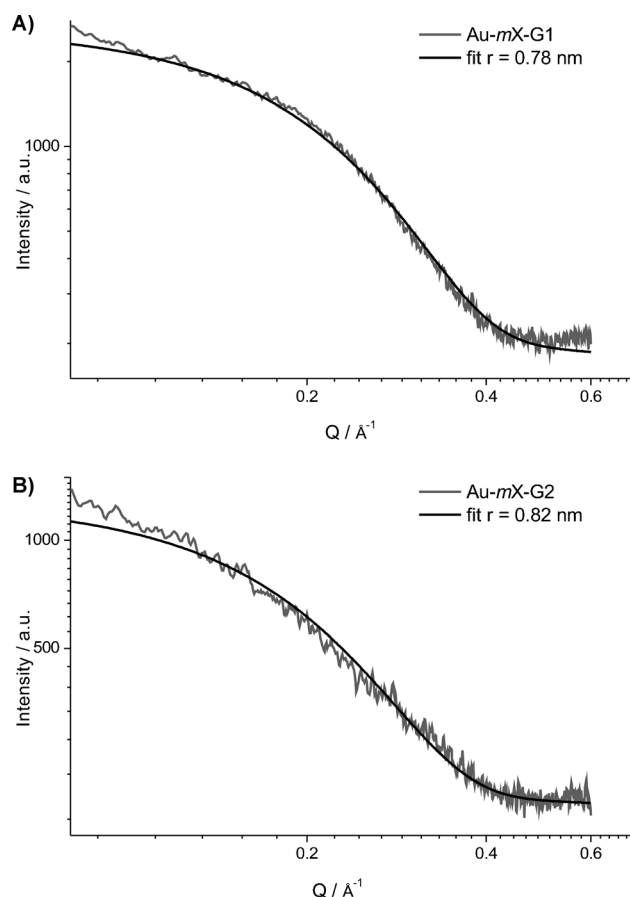 A)
Au-mX-G1
fit r = 0.78 nm
1000
Intensity / a.u.
0.2
0.4
0.6
Q / Å⁻¹
B)
Au-mX-G2
fit r = 0.82 nm
1000
500
Intensity / a.u.
0.2
0.4
0.6
Q / Å⁻¹